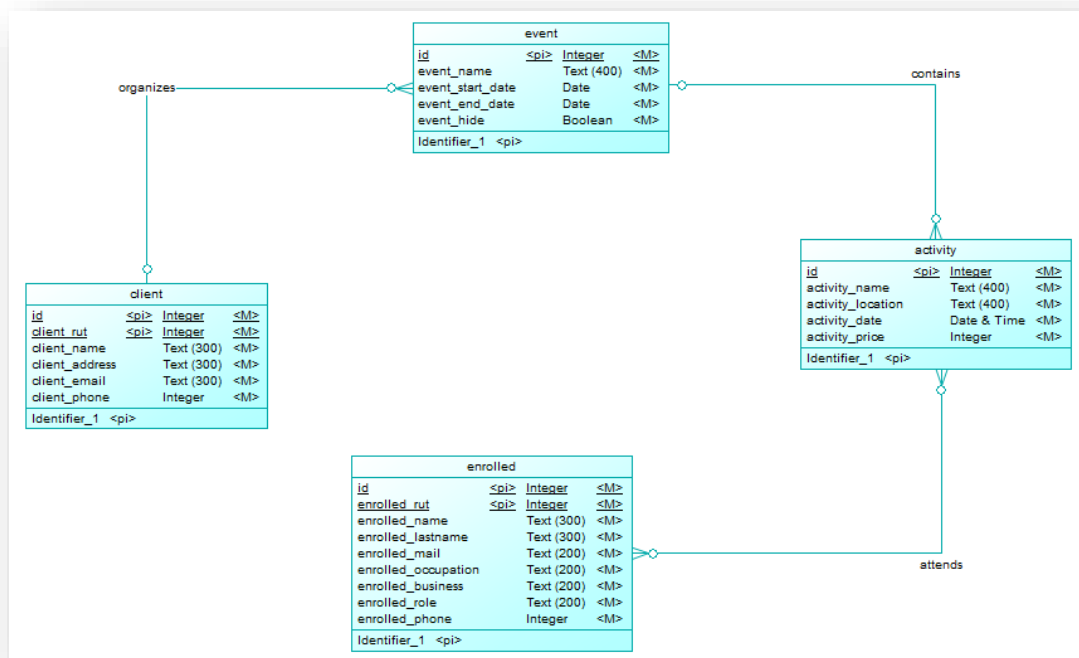 event
id <pi> Integer <M>
event_name Text (400) <M>
event_start_date Date <M>
event_end_date Date <M>
event_hide Boolean <M>
Identifier_1 <pi>
organizes
contains
activity
id <pi> Integer <M>
activity_name Text (400) <M>
activity_location Text (400) <M>
activity_date Date & Time <M>
activity_price Integer <M>
Identifier_1 <pi>
client
id <pi> Integer <M>
client_rut <pi> Integer <M>
client_name Text (300) <M>
client_address Text (300) <M>
client_email Text (300) <M>
client_phone Integer <M>
Identifier_1 <pi>
enrolled
id <pi> Integer <M>
enrolled_rut <pi> Integer <M>
enrolled_name Text (300) <M>
enrolled_lastname Text (300) <M>
enrolled_mail Text (200) <M>
enrolled_occupation Text (200) <M>
enrolled_business Text (200) <M>
enrolled_role Text (200) <M>
enrolled_phone Integer <M>
Identifier_1 <pi>
attends